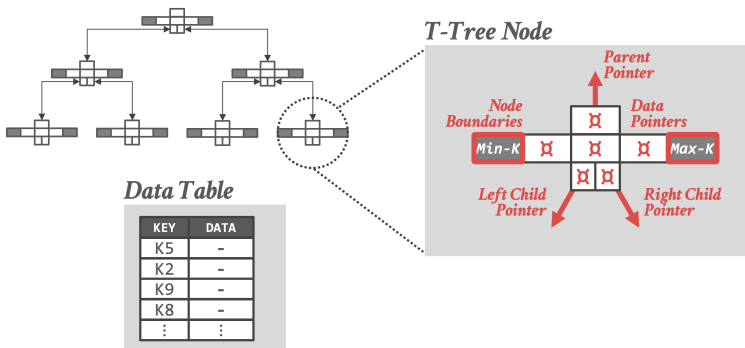 T-Tree Node
Parent
Pointer
Node
Boundaries
Data
Pointers
Min-K
¤
¤
¤
¤
Max-K
¤
¤
Left Child
Pointer
Right Child
Pointer
Data Table
KEY DATA
K5 -
K2 -
K9 -
K8 -
⋮ ⋮